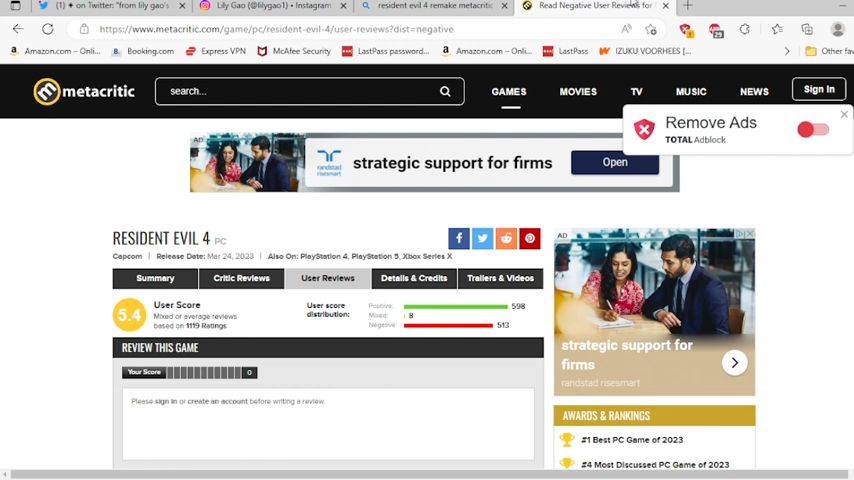 (1) ✦ on Twitter: "from lily gao's
Lily Gao (@lilygao1) • Instagram
resident evil 4 remake metacritic
Read Negative User Reviews for
https://www.metacritic.com/game/pc/resident-evil-4/user-reviews?dist=negative
Amazon.com – Onli...
Booking.com
Express VPN
McAfee Security
LastPass password...
Amazon.com – Onli...
LastPass
IZUKU VOORHEES [...
Other fav
metacritic
search...
GAMES
MOVIES
TV
MUSIC
NEWS
Sign In
Remove Ads
TOTAL Adblock
AD
randstad
risesmart
strategic support for firms
Open
RESIDENT EVIL 4 PC
Capcom | Release Date: Mar 24, 2023 | Also On: PlayStation 4, PlayStation 5, Xbox Series X
Summary
Critic Reviews
User Reviews
Details & Credits
Trailers & Videos
5.4
User Score
Mixed or average reviews
based on 1119 Ratings
User score
distribution:
Positive: 598
Mixed: 8
Negative: 513
REVIEW THIS GAME
Your Score 0
Please sign in or create an account before writing a review.
AD
strategic support for
firms
randstad risesmart
AWARDS & RANKINGS
#1 Best PC Game of 2023
#4 Most Discussed PC Game of 2023